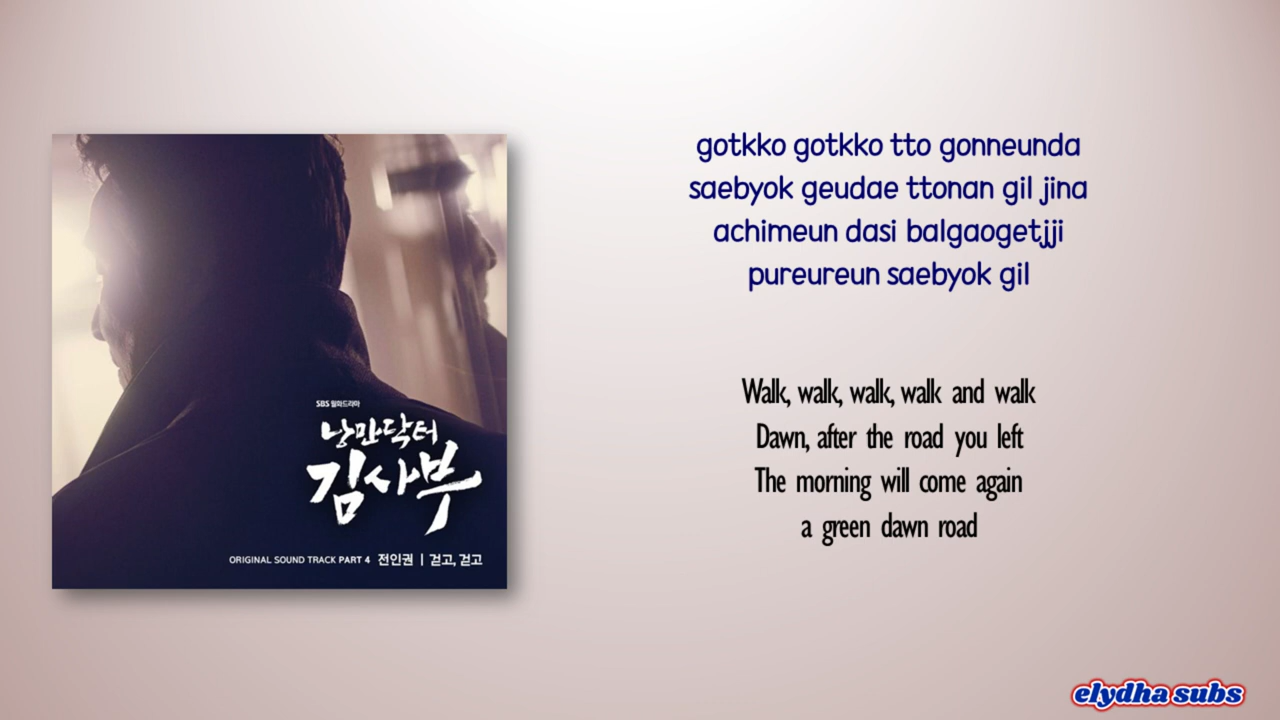 SBS 월화드라마
낭만닥터
김사부
ORIGINAL SOUND TRACK PART 4 전인권 | 걷고, 걷고
gotkko gotkko tto gonneunda
saebyok geudae ttonan gil jina
achimeun dasi balgaogetjji
pureureun saebyok gil
Walk, walk, walk, walk and walk
Dawn, after the road you left
The morning will come again
a green dawn road
elydha subs